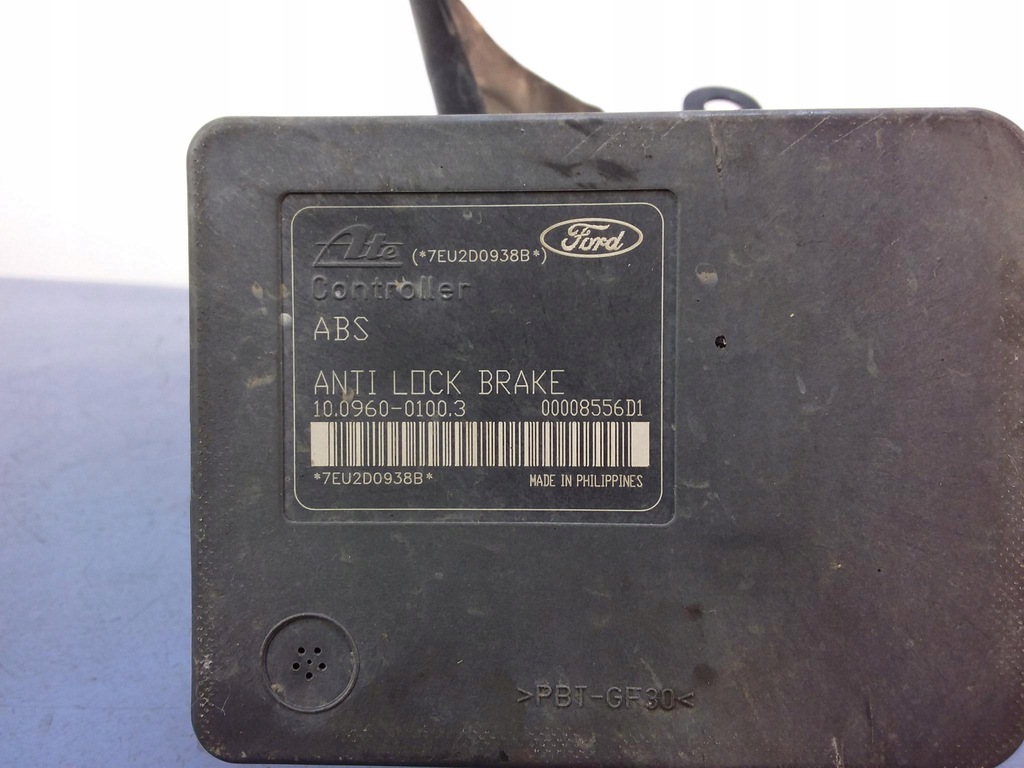 Ate (*7EU2D0938B*) Ford
Controller
ABS
ANTI LOCK BRAKE
10.0960-0100.3 00008556D1
*7EU2D0938B* MADE IN PHILIPPINES
>PBT-GF30<